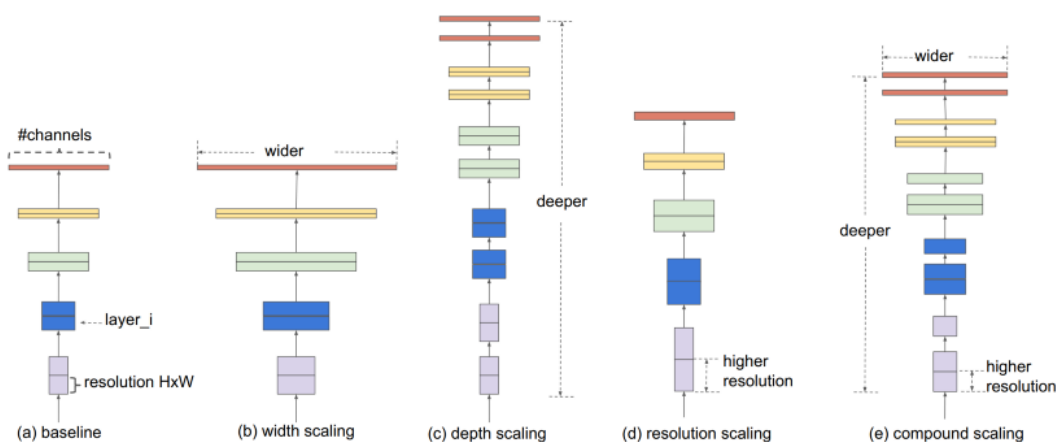 #channels
layer_i
resolution HxW
(a) baseline
wider
(b) width scaling
deeper
(c) depth scaling
higher
resolution
(d) resolution scaling
wider
deeper
higher
resolution
(e) compound scaling